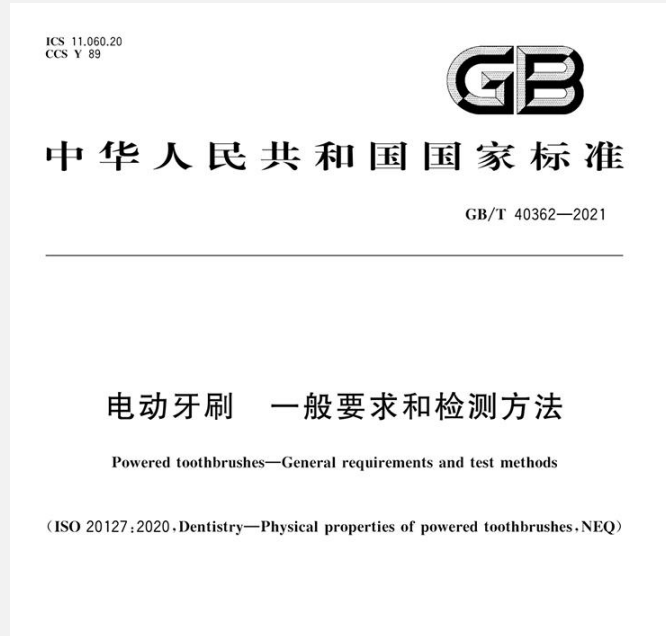 ICS 11.060.20
CCS Y 89
GB
中华人民共和国国家标准
GB/T 40362—2021
电动牙刷 一般要求和检测方法
Powered toothbrushes—General requirements and test methods
(ISO 20127:2020,Dentistry—Physical properties of powered toothbrushes,NEQ)